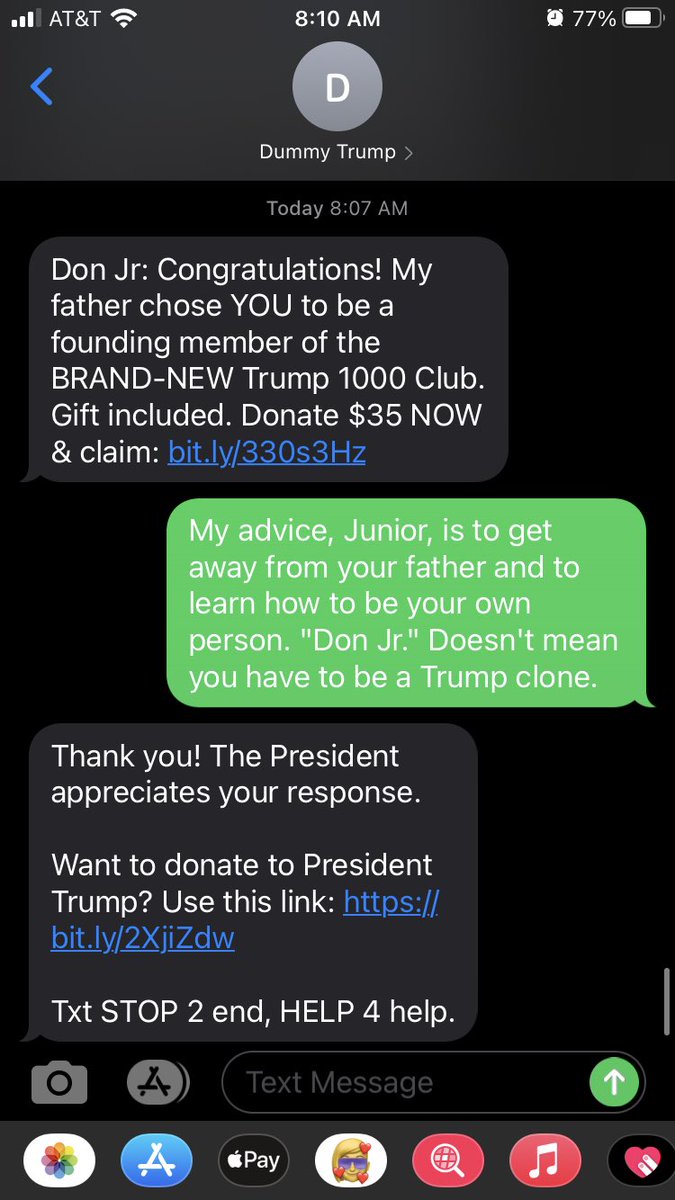 AT&T 8:10 AM 77%
D
Dummy Trump
Today 8:07 AM
Don Jr: Congratulations! My
father chose YOU to be a
founding member of the
BRAND-NEW Trump 1000 Club.
Gift included. Donate $35 NOW
& claim: bit.ly/330s3Hz
My advice, Junior, is to get
away from your father and to
learn how to be your own
person. "Don Jr." Doesn't mean
you have to be a Trump clone.
Thank you! The President
appreciates your response.
Want to donate to President
Trump? Use this link: https://
bit.ly/2XjiZdw
Txt STOP 2 end, HELP 4 help.
Text Message
Pay